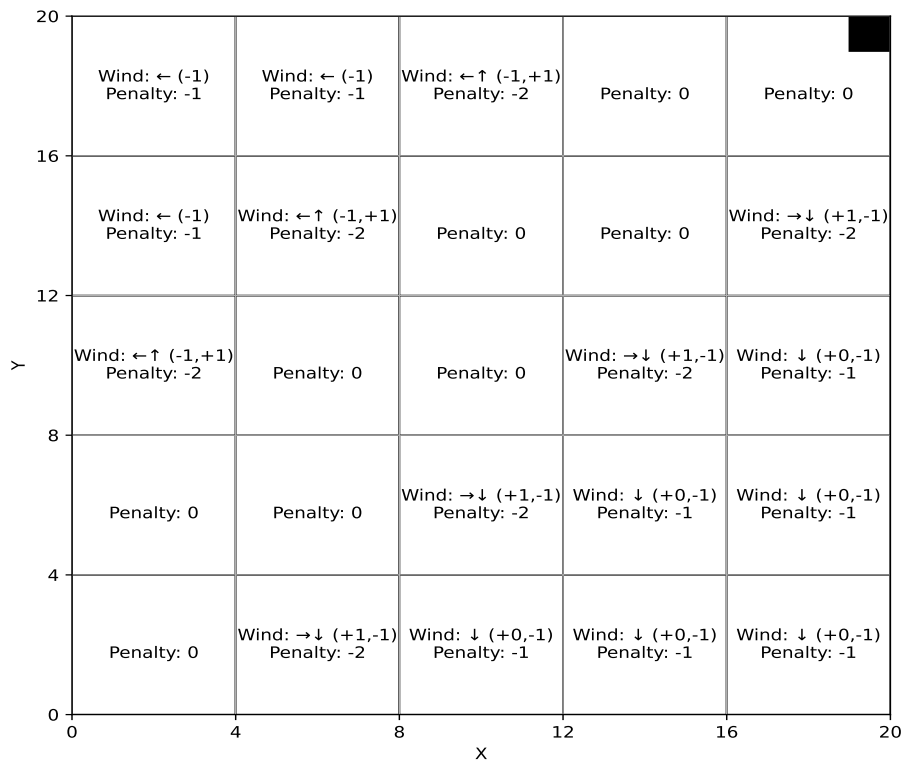 20
Wind: ← (-1) Wind: ← (-1) Wind: ←↑ (-1,+1)
Penalty: -1 Penalty: -1 Penalty: -2 Penalty: 0 Penalty: 0
16
Wind: ← (-1) Wind: ←↑ (-1,+1) Wind: →↓ (+1,-1)
Penalty: -1 Penalty: -2 Penalty: 0 Penalty: 0 Penalty: -2
12
Wind: ←↑ (-1,+1) Wind: →↓ (+1,-1) Wind: ↓ (+0,-1)
Penalty: -2 Penalty: 0 Penalty: 0 Penalty: -2 Penalty: -1
Y
8
Wind: →↓ (+1,-1) Wind: ↓ (+0,-1) Wind: ↓ (+0,-1)
Penalty: 0 Penalty: 0 Penalty: -2 Penalty: -1 Penalty: -1
4
Wind: →↓ (+1,-1) Wind: ↓ (+0,-1) Wind: ↓ (+0,-1) Wind: ↓ (+0,-1)
Penalty: 0 Penalty: -2 Penalty: -1 Penalty: -1 Penalty: -1
0
0 4 8 12 16 20
X